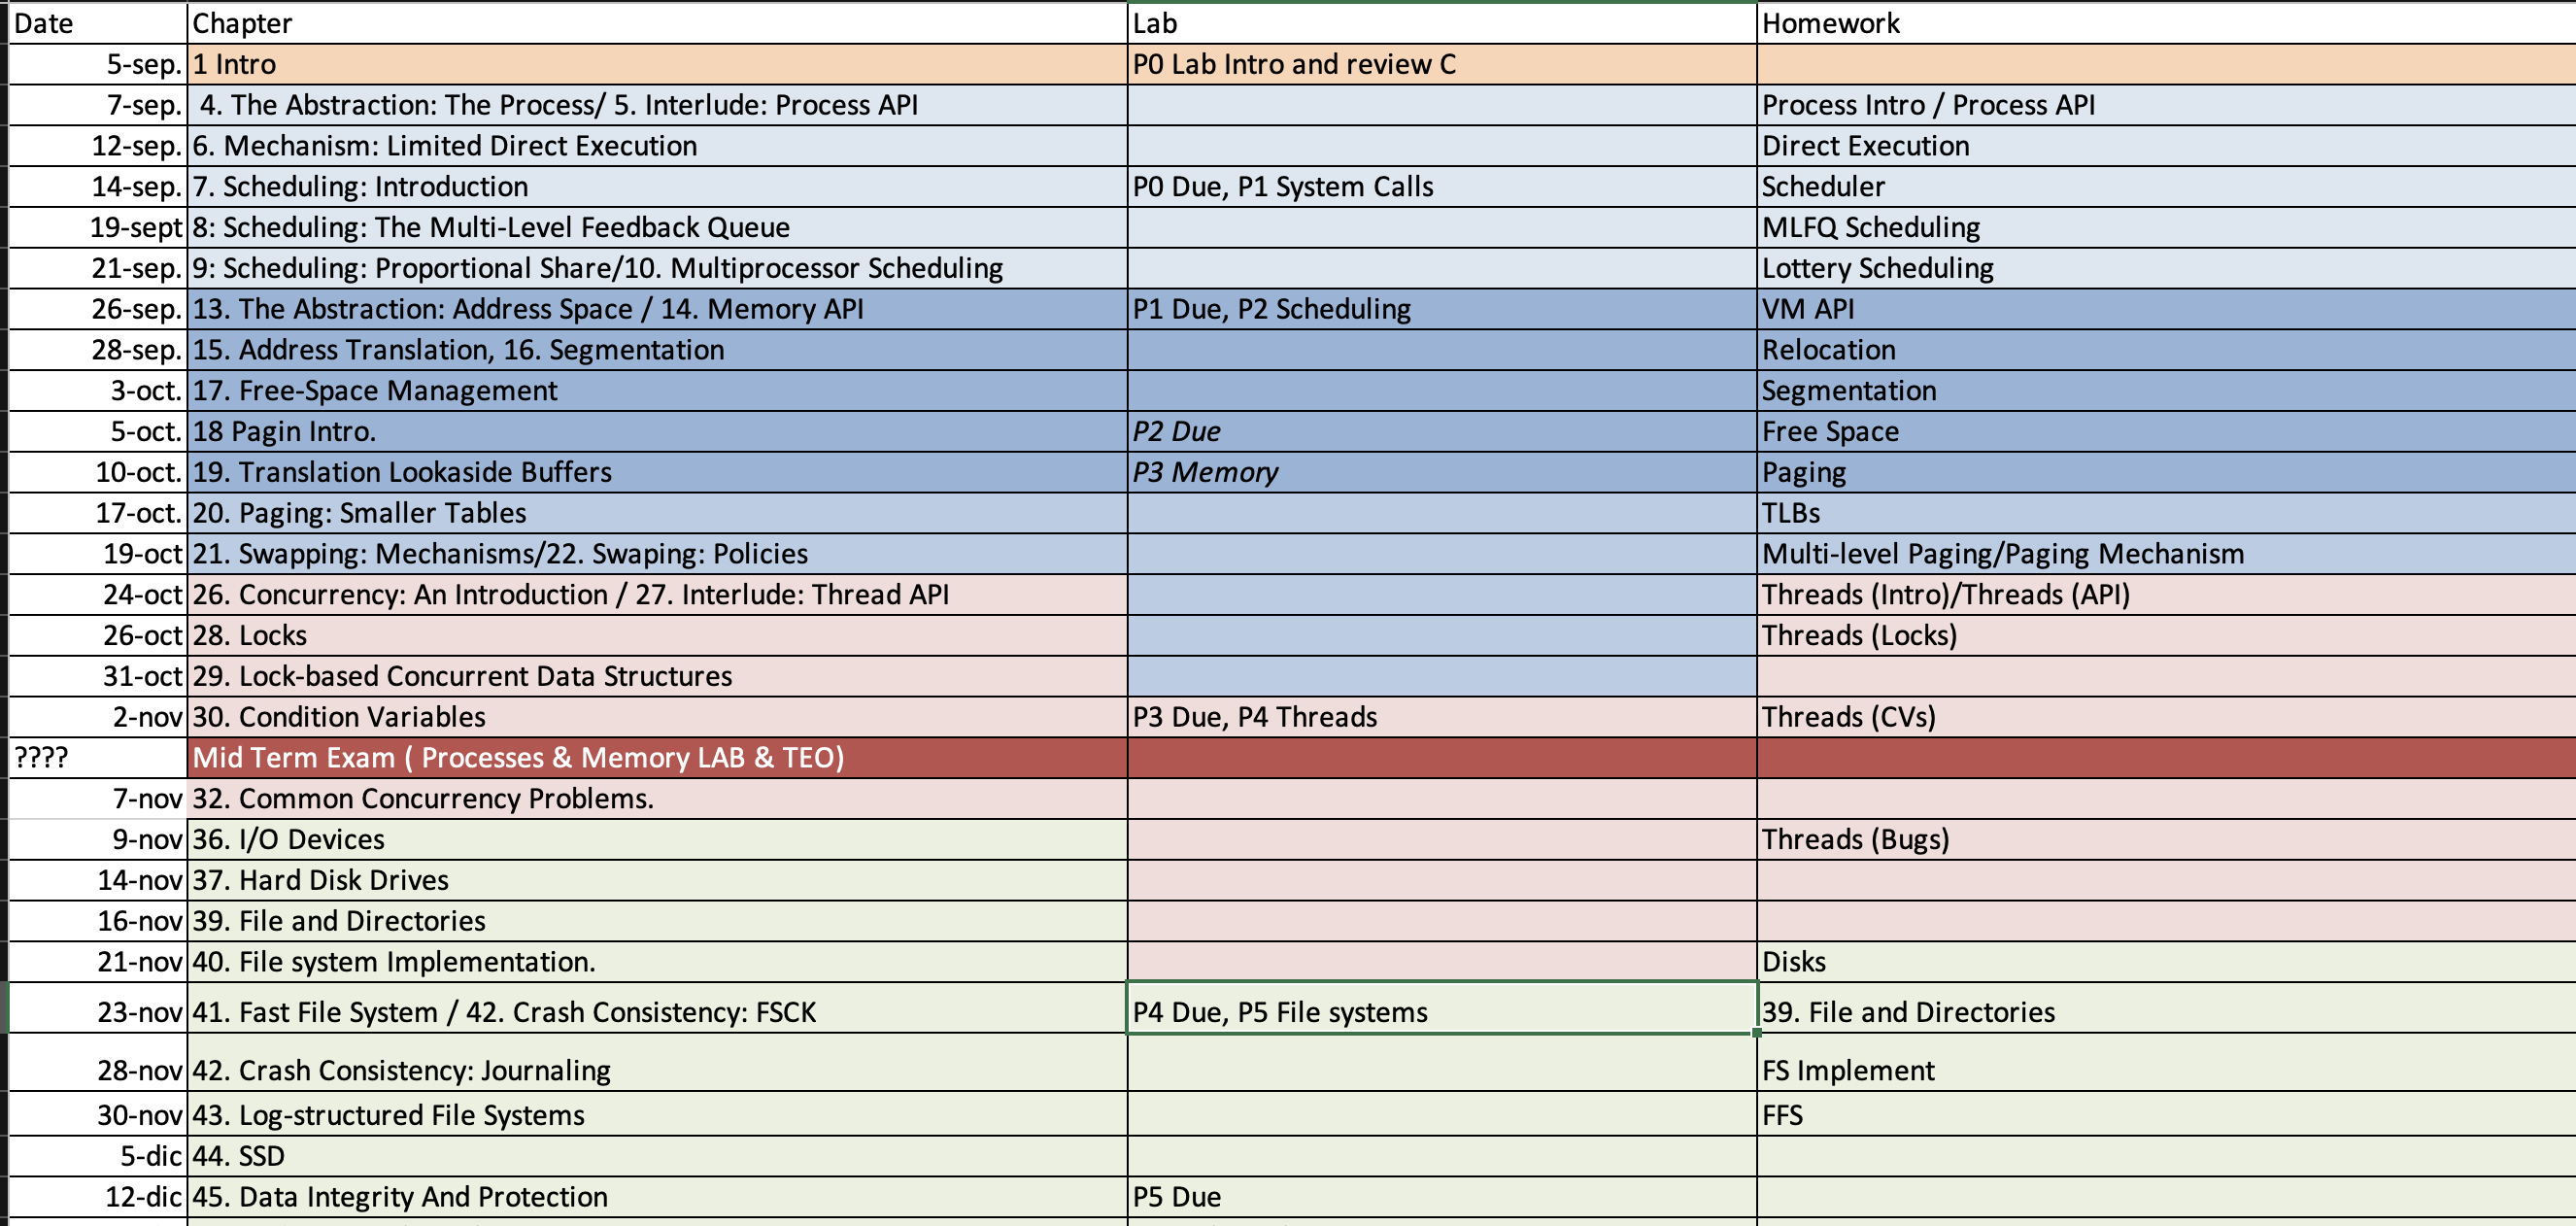 Date Chapter Lab Homework
5-sep. 1 Intro P0 Lab Intro and review C
7-sep. 4. The Abstraction: The Process/ 5. Interlude: Process API Process Intro / Process API
12-sep. 6. Mechanism: Limited Direct Execution Direct Execution
14-sep. 7. Scheduling: Introduction P0 Due, P1 System Calls Scheduler
19-sept 8: Scheduling: The Multi-Level Feedback Queue MLFQ Scheduling
21-sep. 9: Scheduling: Proportional Share/10. Multiprocessor Scheduling Lottery Scheduling
26-sep. 13. The Abstraction: Address Space / 14. Memory API P1 Due, P2 Scheduling VM API
28-sep. 15. Address Translation, 16. Segmentation Relocation
3-oct. 17. Free-Space Management Segmentation
5-oct. 18 Pagin Intro. P2 Due Free Space
10-oct. 19. Translation Lookaside Buffers P3 Memory Paging
17-oct. 20. Paging: Smaller Tables TLBs
19-oct 21. Swapping: Mechanisms/22. Swaping: Policies Multi-level Paging/Paging Mechanism
24-oct 26. Concurrency: An Introduction / 27. Interlude: Thread API Threads (Intro)/Threads (API)
26-oct 28. Locks Threads (Locks)
31-oct 29. Lock-based Concurrent Data Structures
2-nov 30. Condition Variables P3 Due, P4 Threads Threads (CVs)
???? Mid Term Exam ( Processes & Memory LAB & TEO)
7-nov 32. Common Concurrency Problems.
9-nov 36. I/O Devices Threads (Bugs)
14-nov 37. Hard Disk Drives
16-nov 39. File and Directories
21-nov 40. File system Implementation. Disks
23-nov 41. Fast File System / 42. Crash Consistency: FSCK P4 Due, P5 File systems 39. File and Directories
28-nov 42. Crash Consistency: Journaling FS Implement
30-nov 43. Log-structured File Systems FFS
5-dic 44. SSD
12-dic 45. Data Integrity And Protection P5 Due